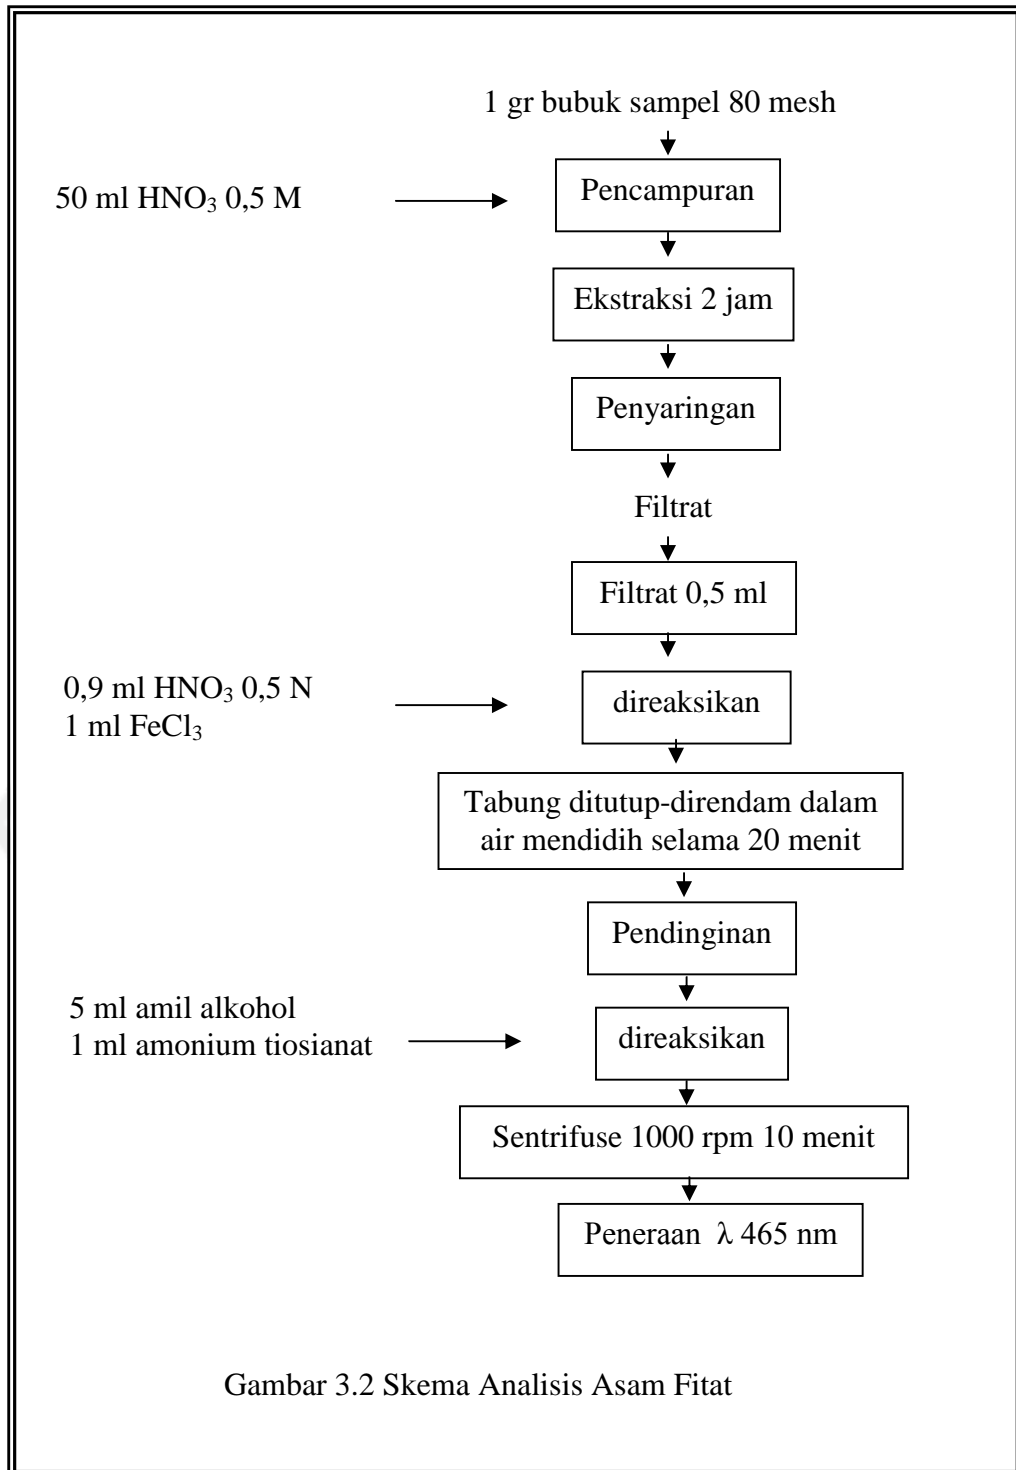 1 gr bubuk sampel 80 mesh
50 ml HNO₃ 0,5 M
Pencampuran
Ekstraksi 2 jam
Penyaringan
Filtrat
Filtrat 0,5 ml
0,9 ml HNO₃ 0,5 N
1 ml FeCl₃
direaksikan
Tabung ditutup-direndam dalam
air mendidih selama 20 menit
Pendinginan
5 ml amil alkohol
1 ml amonium tiosianat
direaksikan
Sentrifuse 1000 rpm 10 menit
Peneraan λ 465 nm
Gambar 3.2 Skema Analisis Asam Fitat